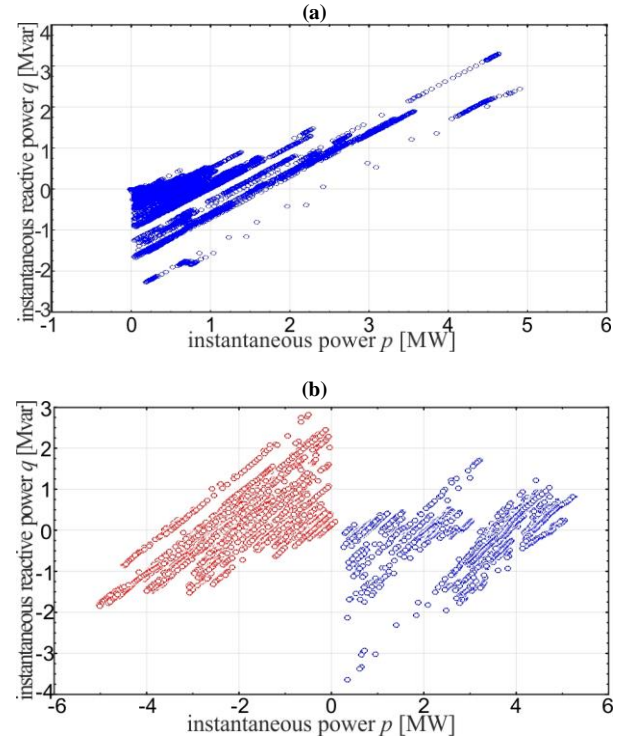 (a)
instantaneous reactive power q [Mvar]
4
3
2
1
0
-1
-2
-3
-1 0 1 2 3 4 5 6
instantaneous power p [MW]
(b)
instantaneous reactive power q [Mvar]
3
2
1
0
-1
-2
-3
-4
-6 -4 -2 0 2 4 6
instantaneous power p [MW]